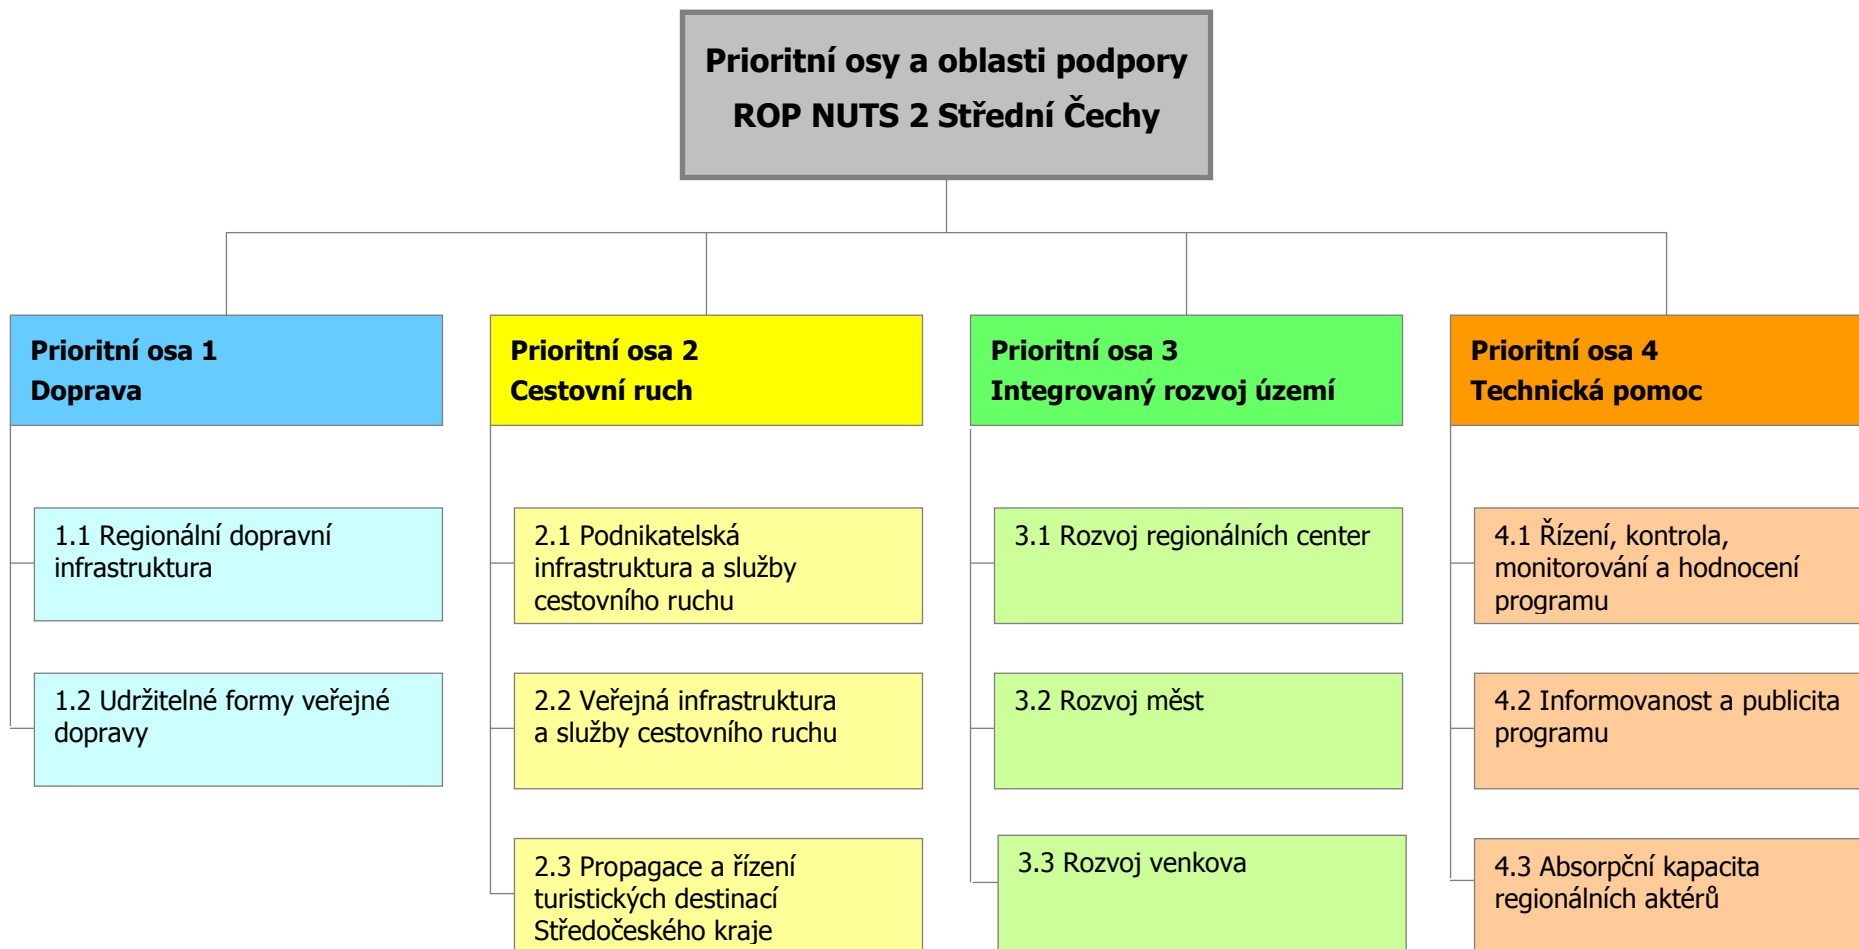 Prioritní osy a oblasti podpory
ROP NUTS 2 Střední Čechy
Prioritní osa 1
Doprava
1.1 Regionální dopravní
infrastruktura
1.2 Udržitelné formy veřejné
dopravy
Prioritní osa 2
Cestovní ruch
2.1 Podnikatelská
infrastruktura a služby
cestovního ruchu
2.2 Veřejná infrastruktura
a služby cestovního ruchu
2.3 Propagace a řízení
turistických destinací
Středočeského kraje
Prioritní osa 3
Integrovaný rozvoj území
3.1 Rozvoj regionálních center
3.2 Rozvoj měst
3.3 Rozvoj venkova
Prioritní osa 4
Technická pomoc
4.1 Řízení, kontrola,
monitorování a hodnocení
programu
4.2 Informovanost a publicita
programu
4.3 Absorpční kapacita
regionálních aktérů